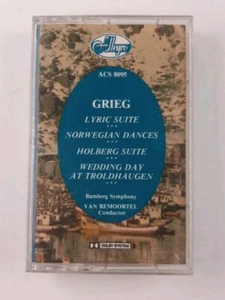 Allegro
ACS 8095
GRIEG
LYRIC SUITE
NORWEGIAN DANCES
HOLBERG SUITE
WEDDING DAY
AT TROLDHAUGEN
Bamberg Symphony
VAN REMOORTEL
Conductor
DOLBY SYSTEM